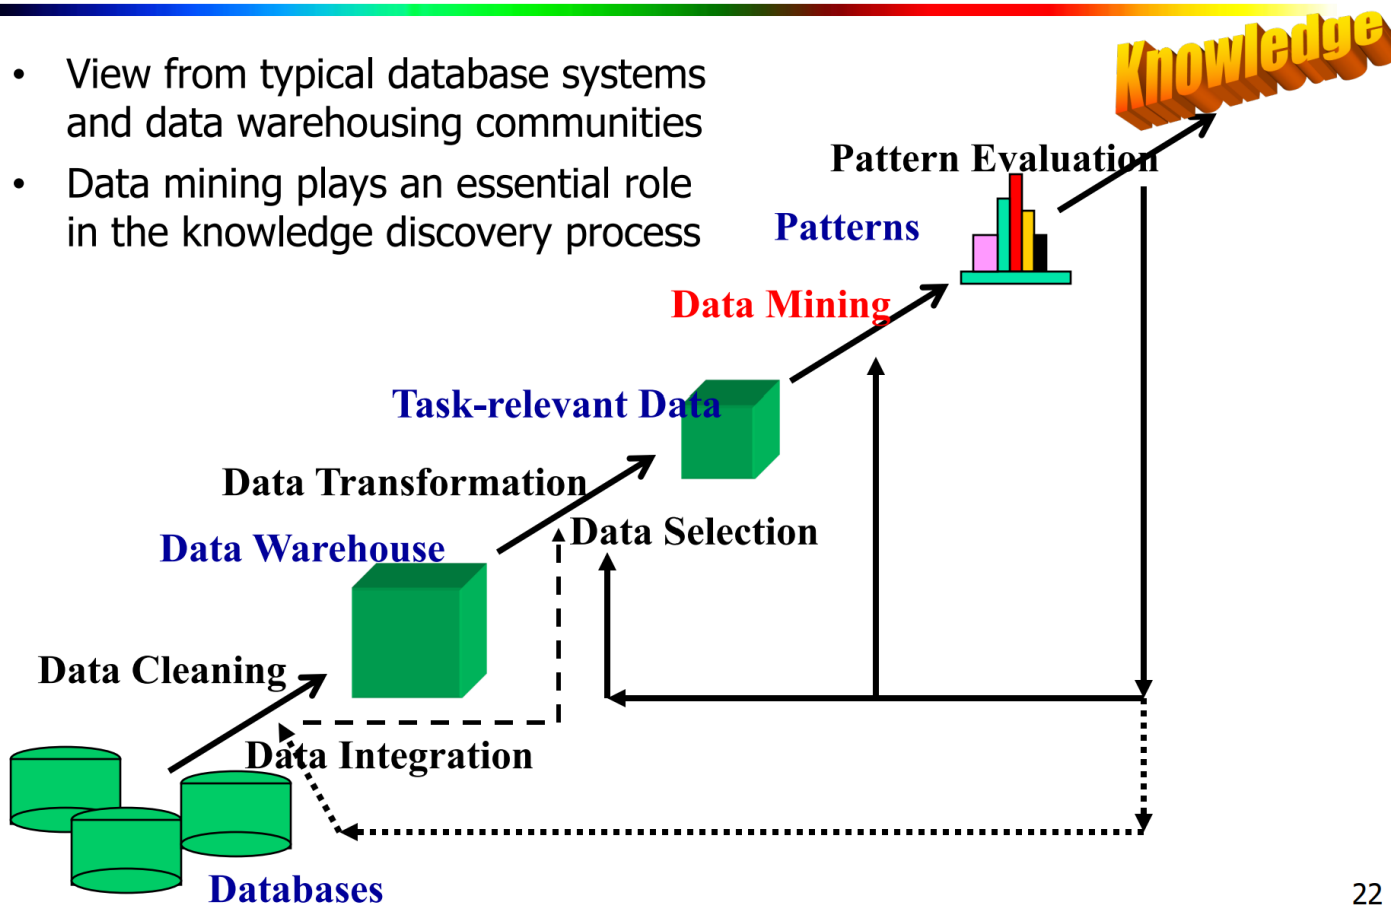 Knowledge
• View from typical database systems
and data warehousing communities
• Data mining plays an essential role
in the knowledge discovery process
Pattern Evaluation
Patterns
Data Mining
Task-relevant Data
Data Transformation
Data Selection
Data Warehouse
Data Cleaning
Data Integration
Databases
22